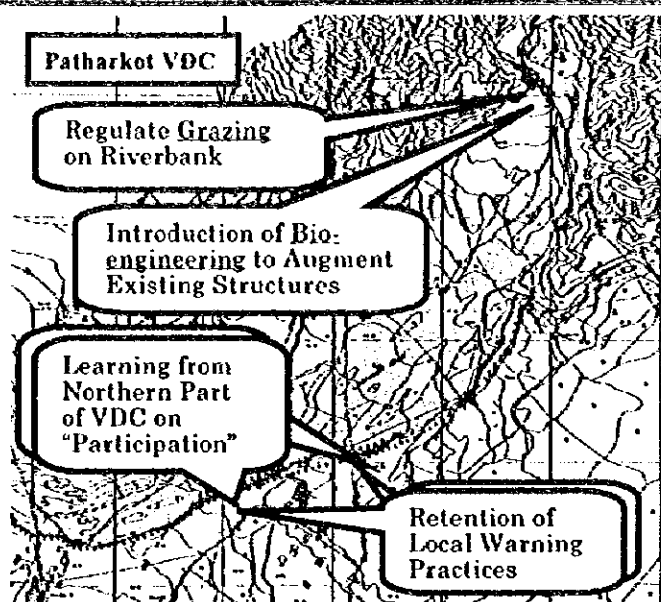 Patharkot VDC
Regulate Grazing
on Riverbank
Introduction of Bio-
engineering to Augment
Existing Structures
Learning from
Northern Part
of VDC on
"Participation"
Retention of
Local Warning
Practices